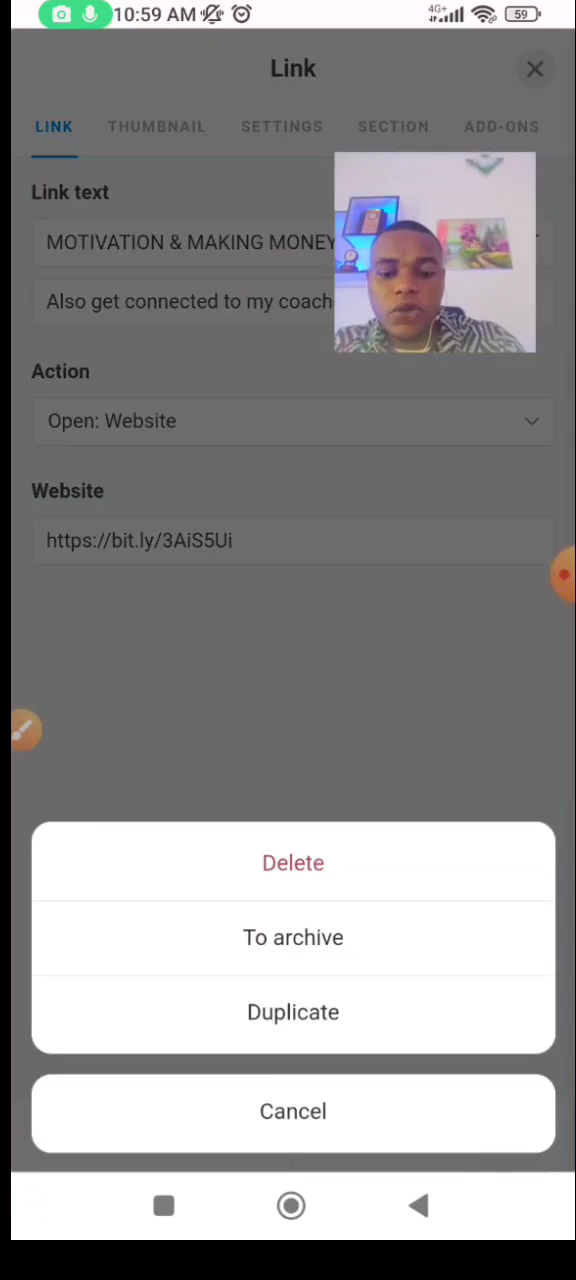 10:59 AM
4G+
59
Link
LINK THUMBNAIL SETTINGS SECTION ADD-ONS
Link text
MOTIVATION & MAKING MONEY
Also get connected to my coach
Action
Open: Website
Website
https://bit.ly/3AiS5Ui
Delete
To archive
Duplicate
Cancel